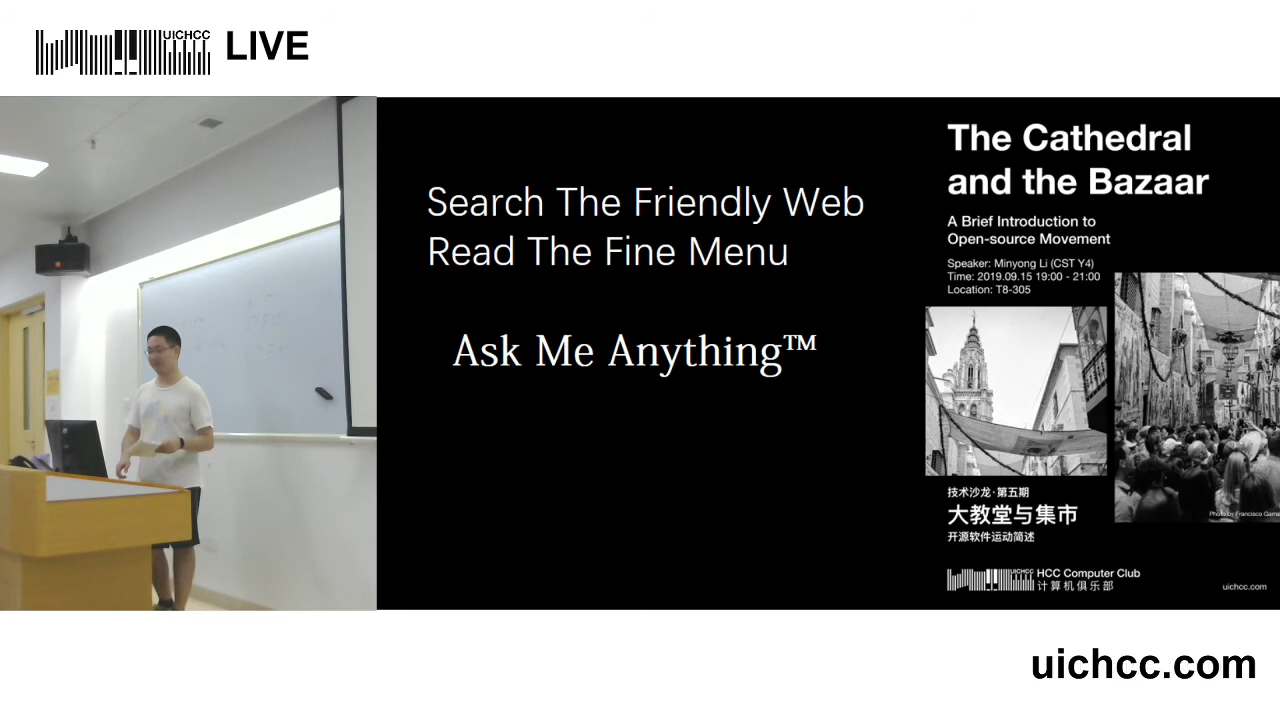 UICHCC
LIVE
Search The Friendly Web
Read The Fine Menu
Ask Me Anything™
The Cathedral
and the Bazaar
A Brief Introduction to
Open-source Movement
Speaker: Minyong Li (CST Y4)
Time: 2019.09.15 19:00 - 21:00
Location: T8-305
Photo by Francisco Game
技术沙龙·第五期
大教堂与集市
开源软件运动简述
UICHCC
HCC Computer Club
计算机俱乐部
uichcc.com
uichcc.com